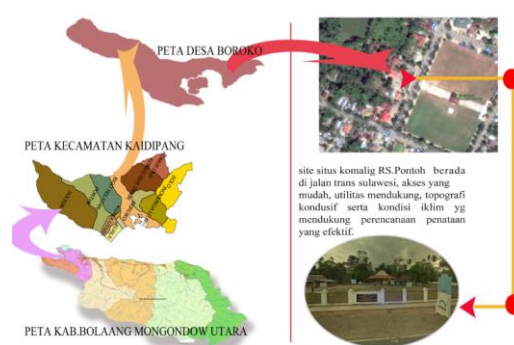 PETA DESA BOROKO
PETA KECAMATAN KAIDIPANG
PETA KAB.BOLAANG MONGONDOW UTARA
site situs komalig RS.Pontoh berada
di jalan trans sulawesi, akses yang
mudah, utilitas mendukung, topografi
kondusif serta kondisi iklim yg
mendukung perencanaan penataan
yang efektif.